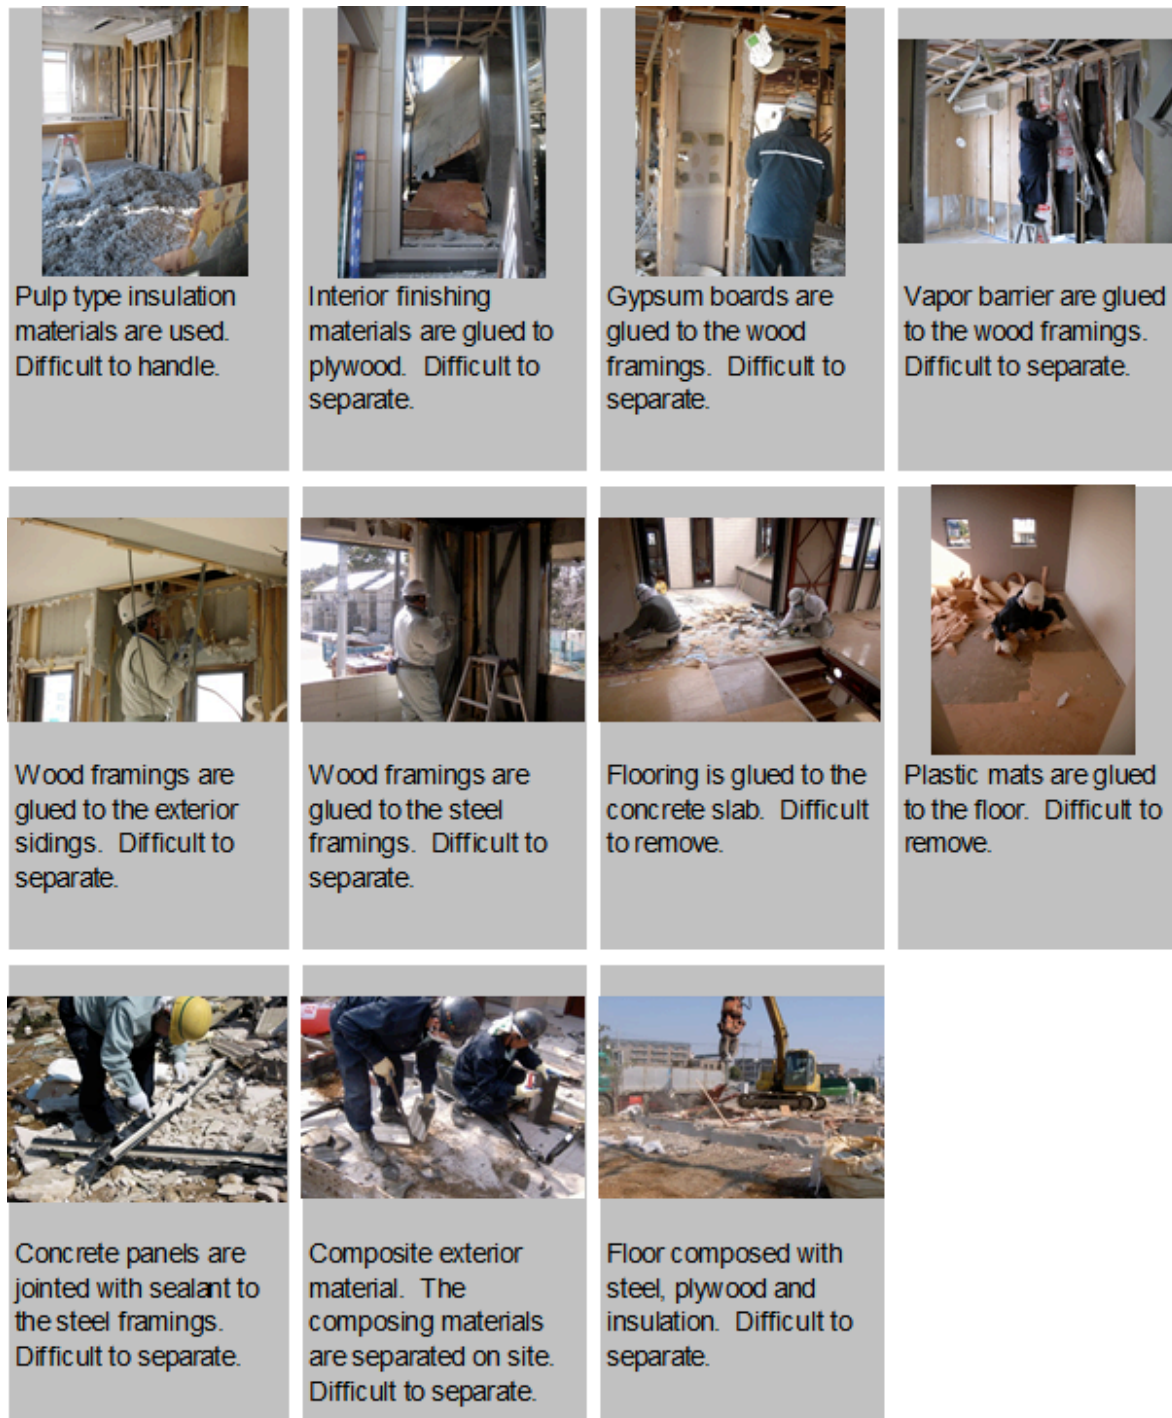 Pulp type insulation
materials are used.
Difficult to handle.
Interior finishing
materials are glued to
plywood.  Difficult to
separate.
Gypsum boards are
glued to the wood
framings.  Difficult to
separate.
Vapor barrier are glued
to the wood framings.
Difficult to separate.
Wood framings are
glued to the exterior
sidings.  Difficult to
separate.
Wood framings are
glued to the steel
framings.  Difficult to
separate.
Flooring is glued to the
concrete slab.  Difficult
to remove.
Plastic mats are glued
to the floor.  Difficult to
remove.
Concrete panels are
jointed with sealant to
the steel framings.
Difficult to separate.
Composite exterior
material.  The
composing materials
are separated on site.
Difficult to separate.
Floor composed with
steel, plywood and
insulation.  Difficult to
separate.